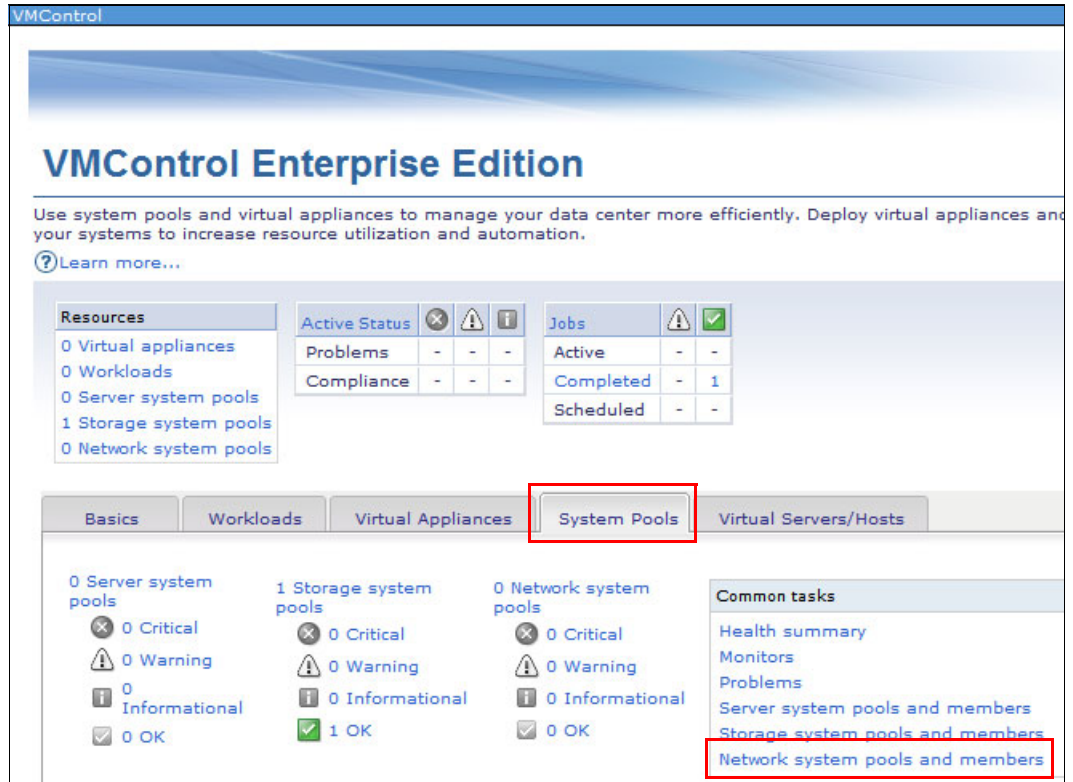 VMControl
VMControl Enterprise Edition
Use system pools and virtual appliances to manage your data center more efficiently. Deploy virtual appliances and
your systems to increase resource utilization and automation.
? Learn more...
Resources
0 Virtual appliances
0 Workloads
0 Server system pools
1 Storage system pools
0 Network system pools
Active Status
Problems - - -
Compliance - - -
Jobs
Active - -
Completed - 1
Scheduled - -
Basics
Workloads
Virtual Appliances
System Pools
Virtual Servers/Hosts
0 Server system
pools
0 Critical
0 Warning
0
Informational
0 OK
1 Storage system
pools
0 Critical
0 Warning
0 Informational
1 OK
0 Network system
pools
0 Critical
0 Warning
0 Informational
0 OK
Common tasks
Health summary
Monitors
Problems
Server system pools and members
Storage system pools and members
Network system pools and members